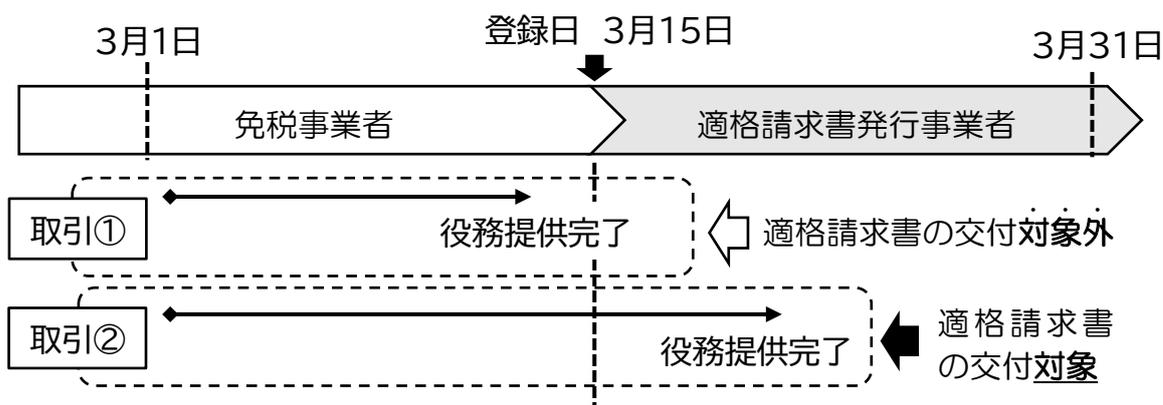 3月1日
登録日 3月15日
3月31日
免税事業者
適格請求書発行事業者
取引①
役務提供完了
適格請求書の交付対象外
取引②
役務提供完了
適格請求書
の交付対象